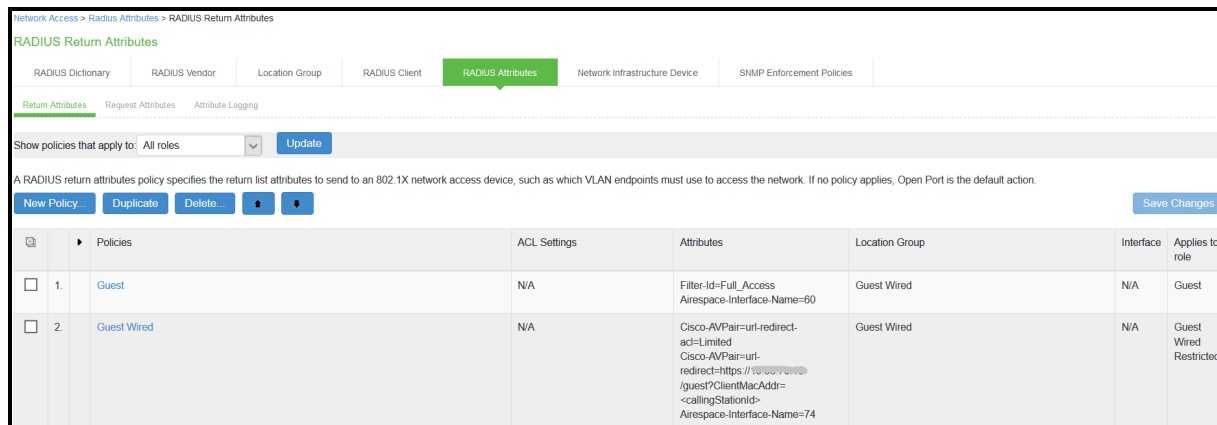 Network Access > Radius Attributes > RADIUS Return Attributes
RADIUS Return Attributes
RADIUS Dictionary RADIUS Vendor Location Group RADIUS Client RADIUS Attributes Network Infrastructure Device SNMP Enforcement Policies
Return Attributes Request Attributes Attribute Logging
Show policies that apply to: All roles Update
A RADIUS return attributes policy specifies the return list attributes to send to an 802.1X network access device, such as which VLAN endpoints must use to access the network. If no policy applies, Open Port is the default action.
New Policy... Duplicate Delete... Save Changes
Policies ACL Settings Attributes Location Group Interface Applies to
role
1. Guest N/A Filter-Id=Full_Access Guest Wired N/A Guest
Airespace-Interface-Name=60
2. Guest Wired N/A Cisco-AVPair=url-redirect- Guest Wired N/A Guest
acl=Limited Wired
Cisco-AVPair=url- Restricted
redirect=https://
/guest?ClientMacAddr=
<callingStationId>
Airespace-Interface-Name=74